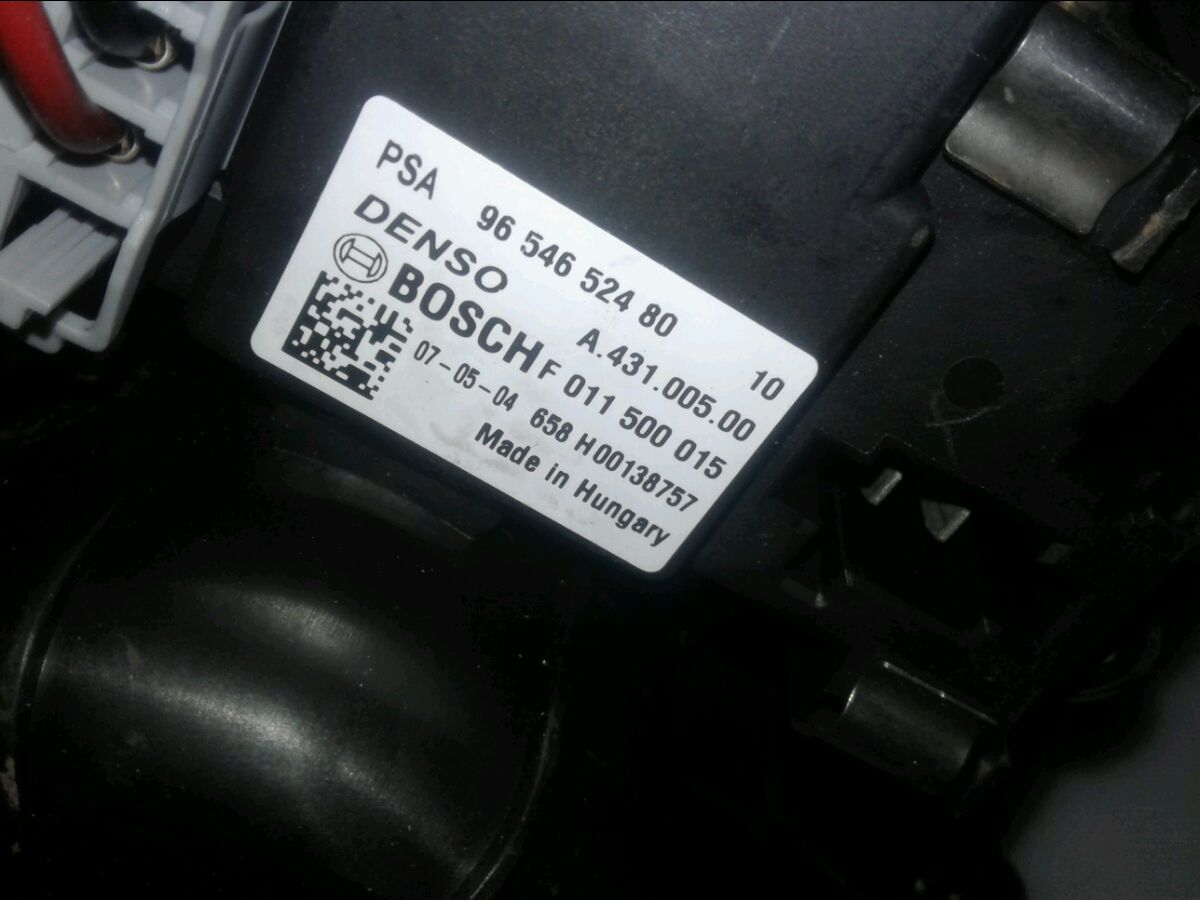 PSA 96 546 524 80 10
DENSO A.431.005.00
BOSCH F 011 500 015
07-05-04 658 H00138757
Made in Hungary